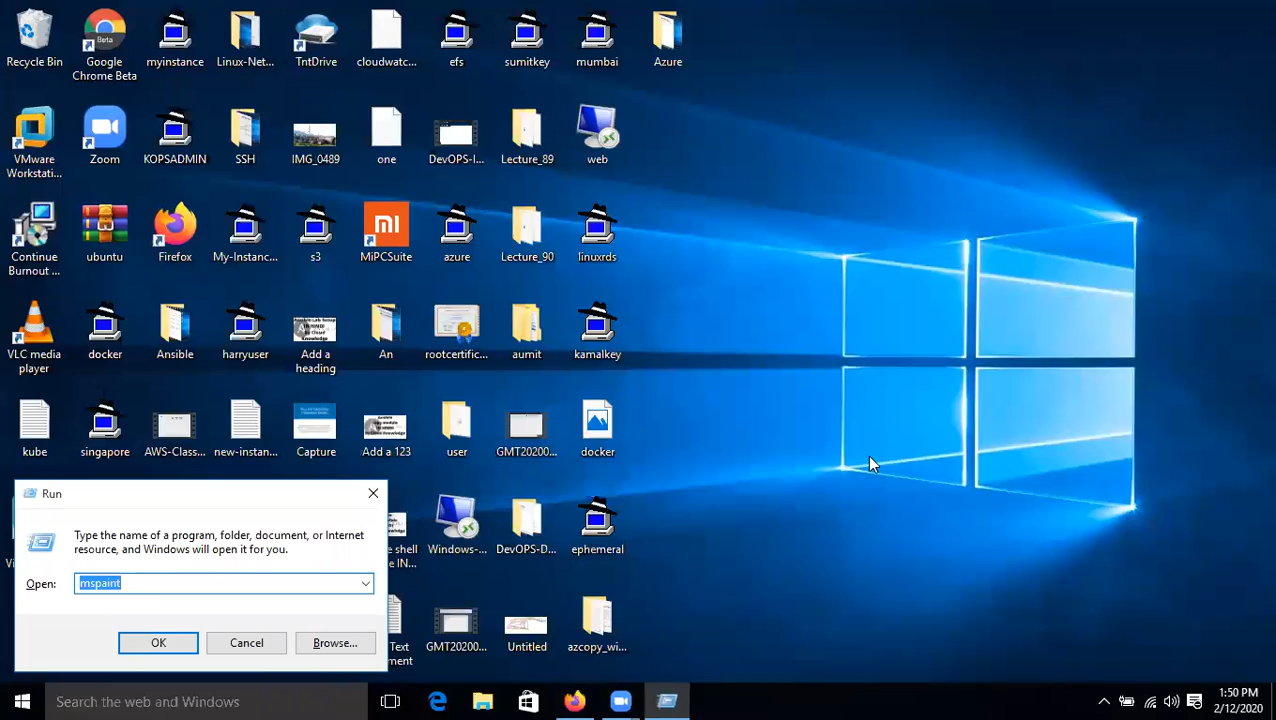 Recycle Bin
Google
Chrome Beta
Beta
myinstance
Linux-Net...
TntDrive
cloudwatc...
efs
sumitkey
mumbai
Azure
VMware
Workstati...
Zoom
KOPSADMIN
SSH
IMG_0489
one
DevOPS-I...
Lecture_89
web
Continue
Burnout ...
ubuntu
Firefox
My-Instanc...
s3
MiPCSuite
azure
Lecture_90
linuxrds
VLC media
player
docker
Ansible
harryuser
Add a
heading
An
rootcertific...
aumit
kamalkey
kube
singapore
AWS-Class...
new-instan...
Capture
Add a 123
user
GMT20200...
docker
Run
Type the name of a program, folder, document, or Internet
resource, and Windows will open it for you.
Open:
mspaint
OK
Cancel
Browse...
e shell
e IN...
Windows-...
DevOPS-D...
ephemeral
Text
ment
GMT20200...
Untitled
azcopy_wi...
Search the web and Windows
1:50 PM
2/12/2020